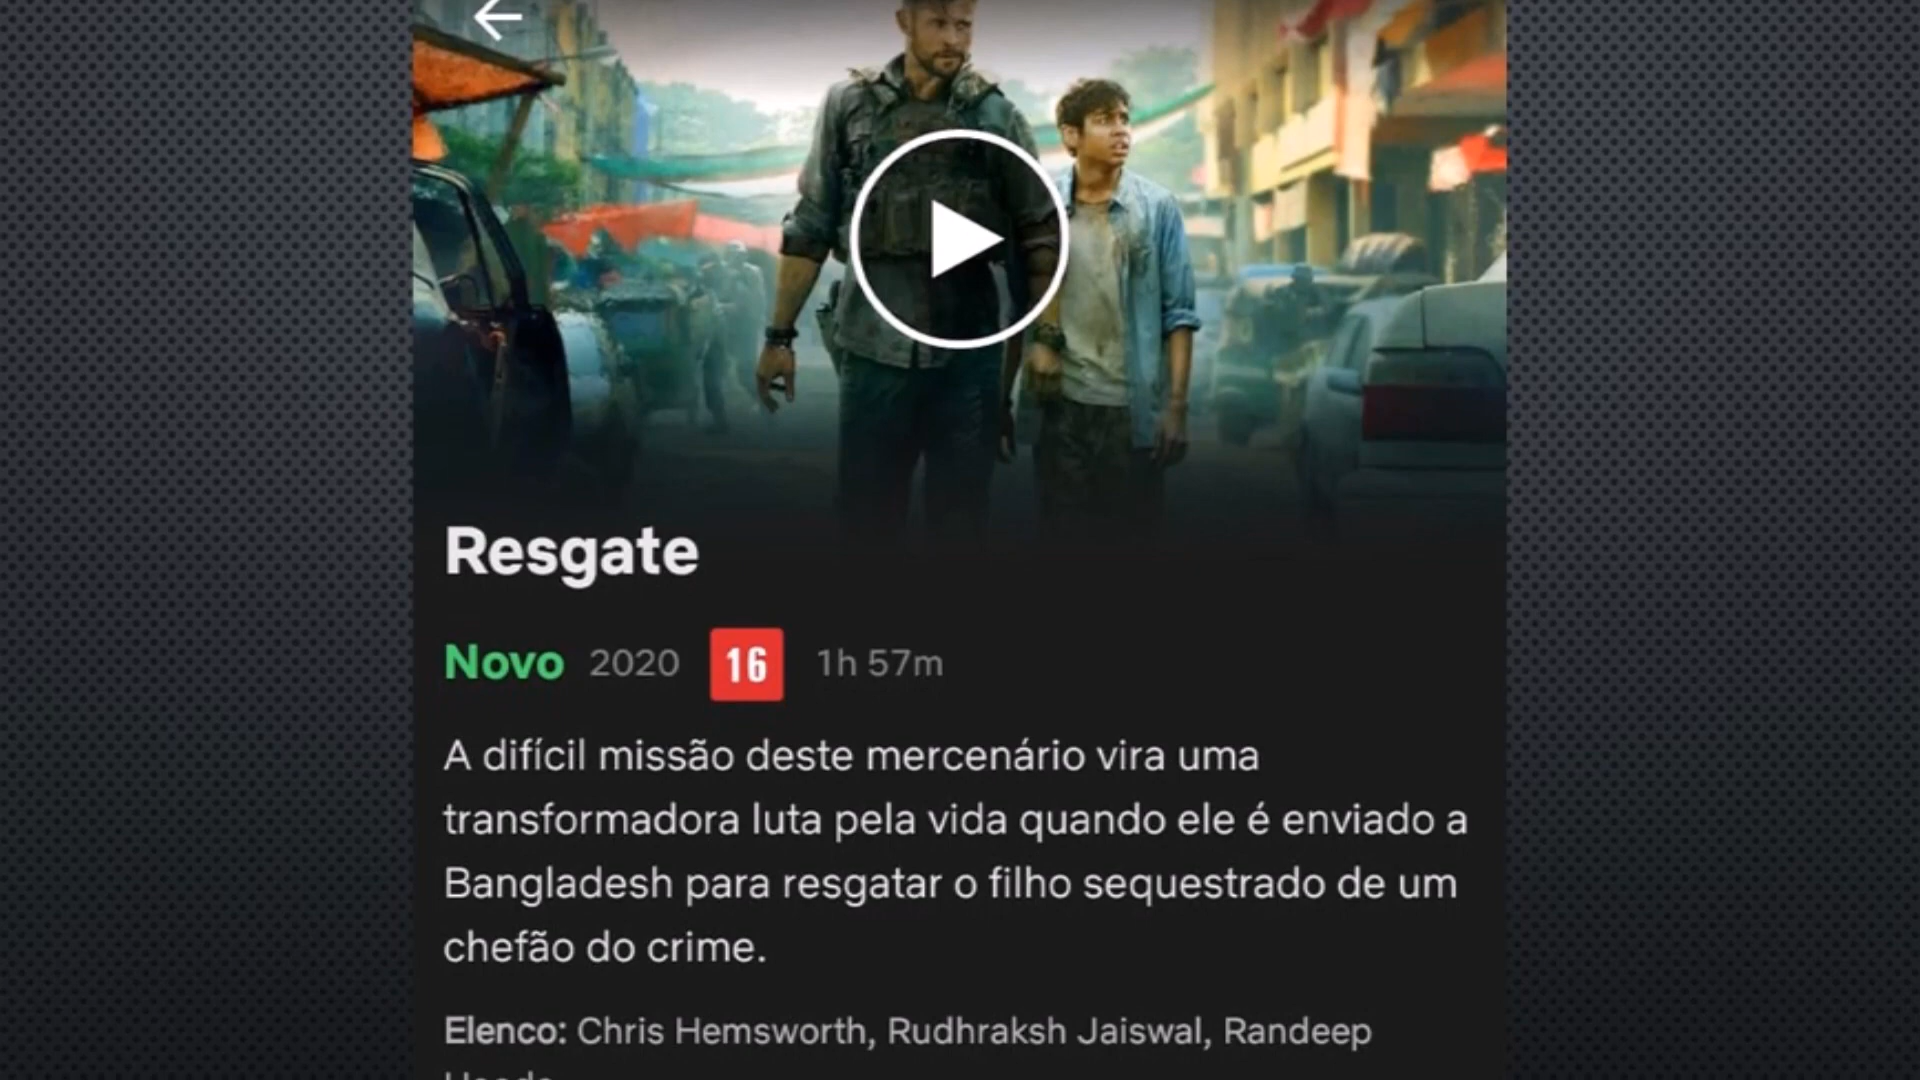 Resgate
Novo 2020 16 1h 57m
A difícil missão deste mercenário vira uma
transformadora luta pela vida quando ele é enviado a
Bangladesh para resgatar o filho sequestrado de um
chefão do crime.
Elenco: Chris Hemsworth, Rudhraksh Jaiswal, Randeep